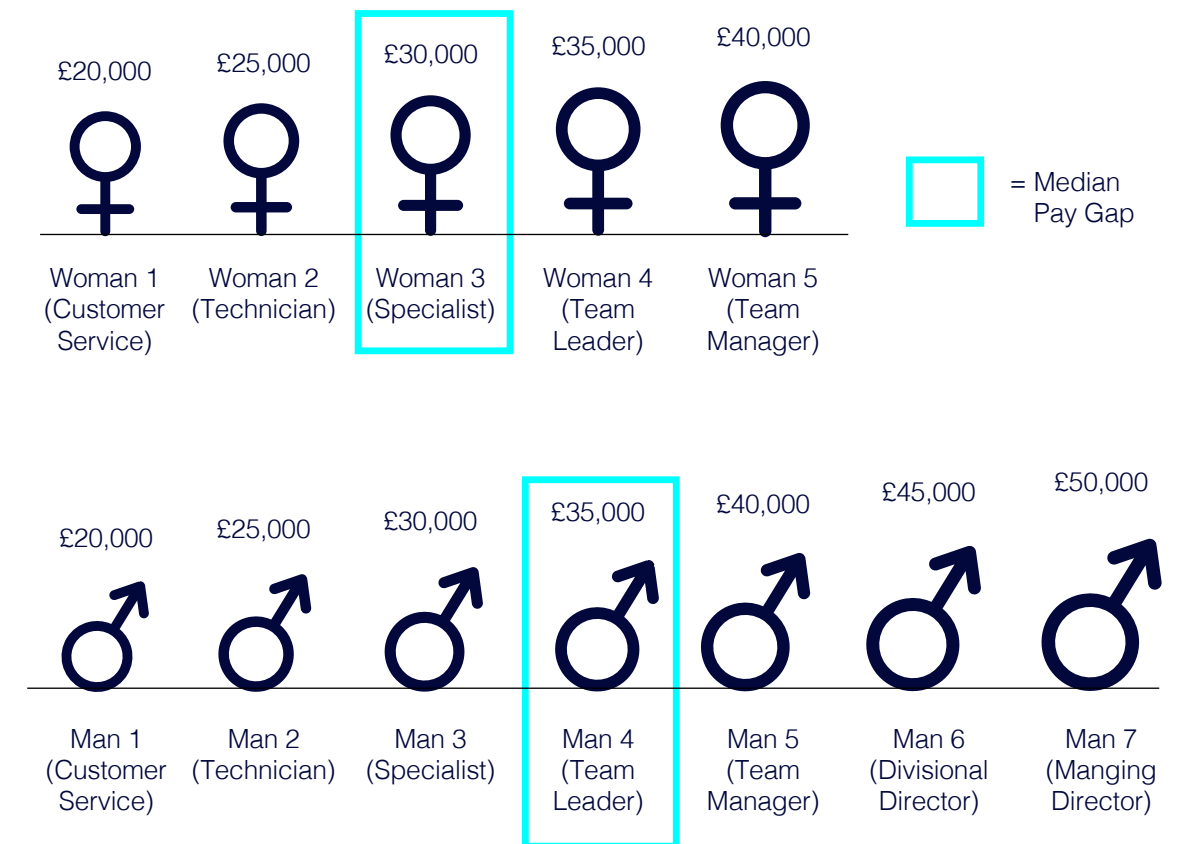 £20,000
£25,000
£30,000
£35,000
£40,000
= Median
Pay Gap
Woman 1
(Customer
Service)
Woman 2
(Technician)
Woman 3
(Specialist)
Woman 4
(Team
Leader)
Woman 5
(Team
Manager)
£20,000
£25,000
£30,000
£35,000
£40,000
£45,000
£50,000
Man 1
(Customer
Service)
Man 2
(Technician)
Man 3
(Specialist)
Man 4
(Team
Leader)
Man 5
(Team
Manager)
Man 6
(Divisional
Director)
Man 7
(Manging
Director)